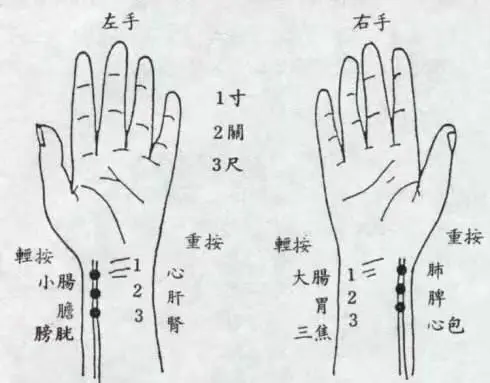 左手
右手
1寸
2關
3尺
輕按
重按
小腸 1 心
膽 2 肝
膀胱 3 腎
輕按
重按
大腸 1 肺
胃 2 脾
三焦 3 心包